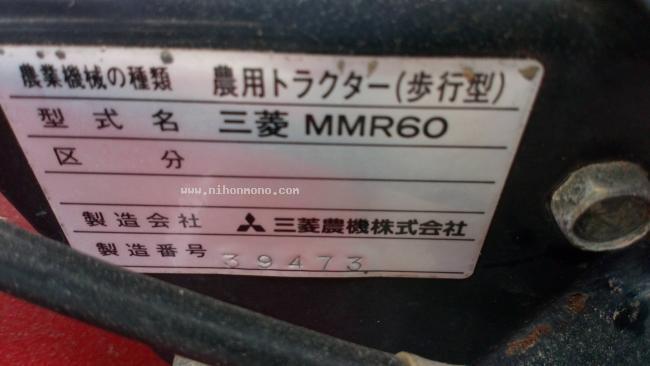 農業機械の種類 農用トラクター(歩行型)
型式名 三菱 MMR60
区分
www.nihonmono.com
製造会社 三菱農機株式会社
製造番号 39473